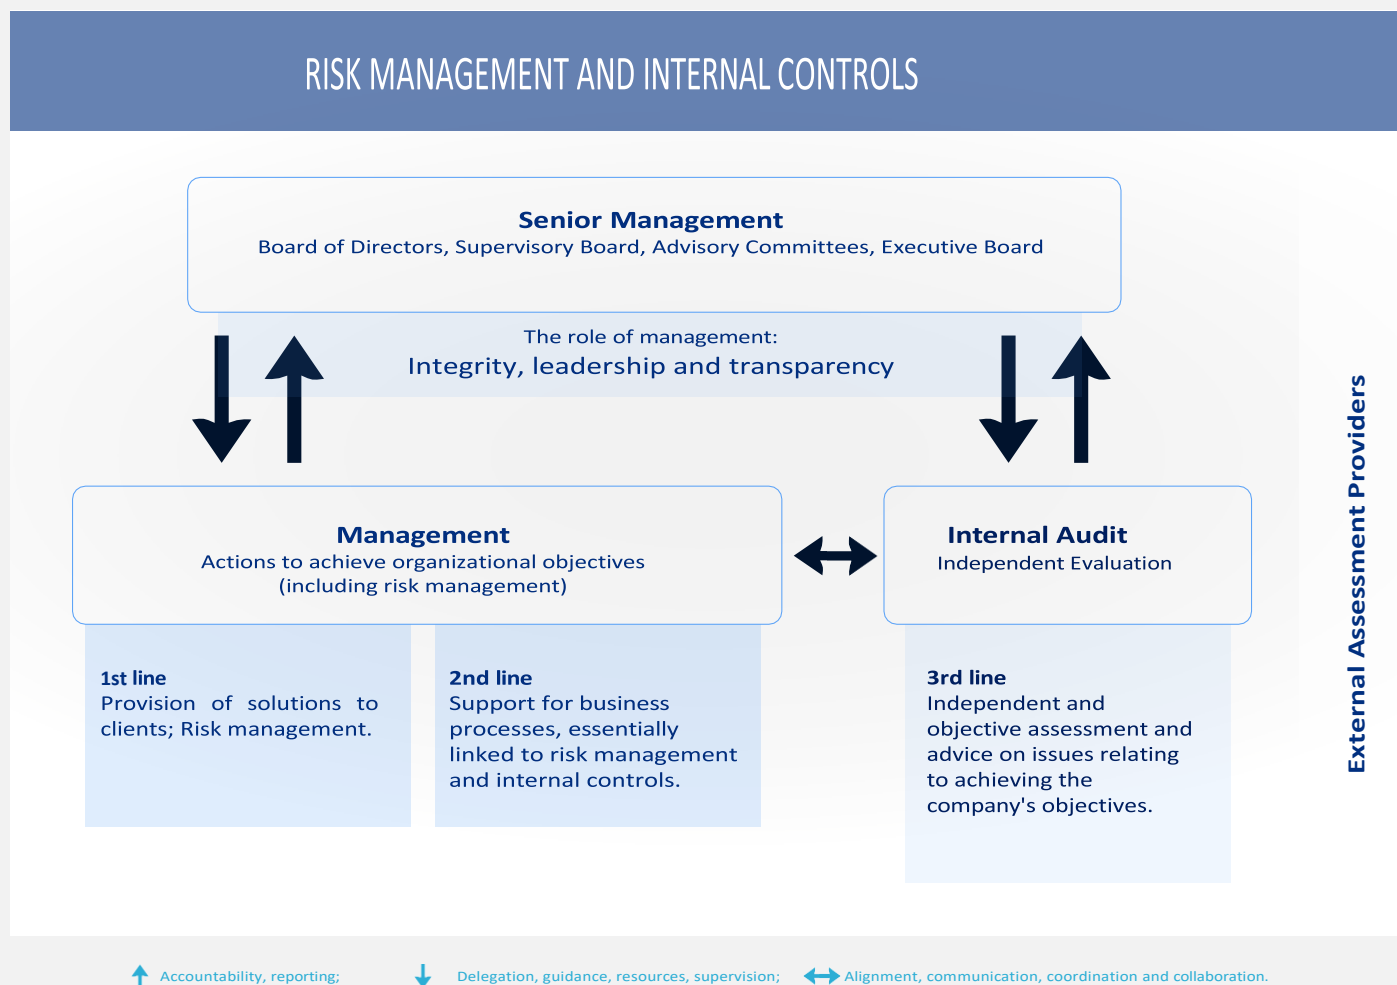 RISK MANAGEMENT AND INTERNAL CONTROLS
Senior Management
Board of Directors, Supervisory Board, Advisory Committees, Executive Board
The role of management:
Integrity, leadership and transparency
Management
Actions to achieve organizational objectives
(including risk management)
Internal Audit
Independent Evaluation
1st line
Provision of solutions to
clients; Risk management.
2nd line
Support for business
processes, essentially
linked to risk management
and internal controls.
3rd line
Independent and
objective assessment and
advice on issues relating
to achieving the
company's objectives.
External Assessment Providers
Accountability, reporting;
Delegation, guidance, resources, supervision;
Alignment, communication, coordination and collaboration.